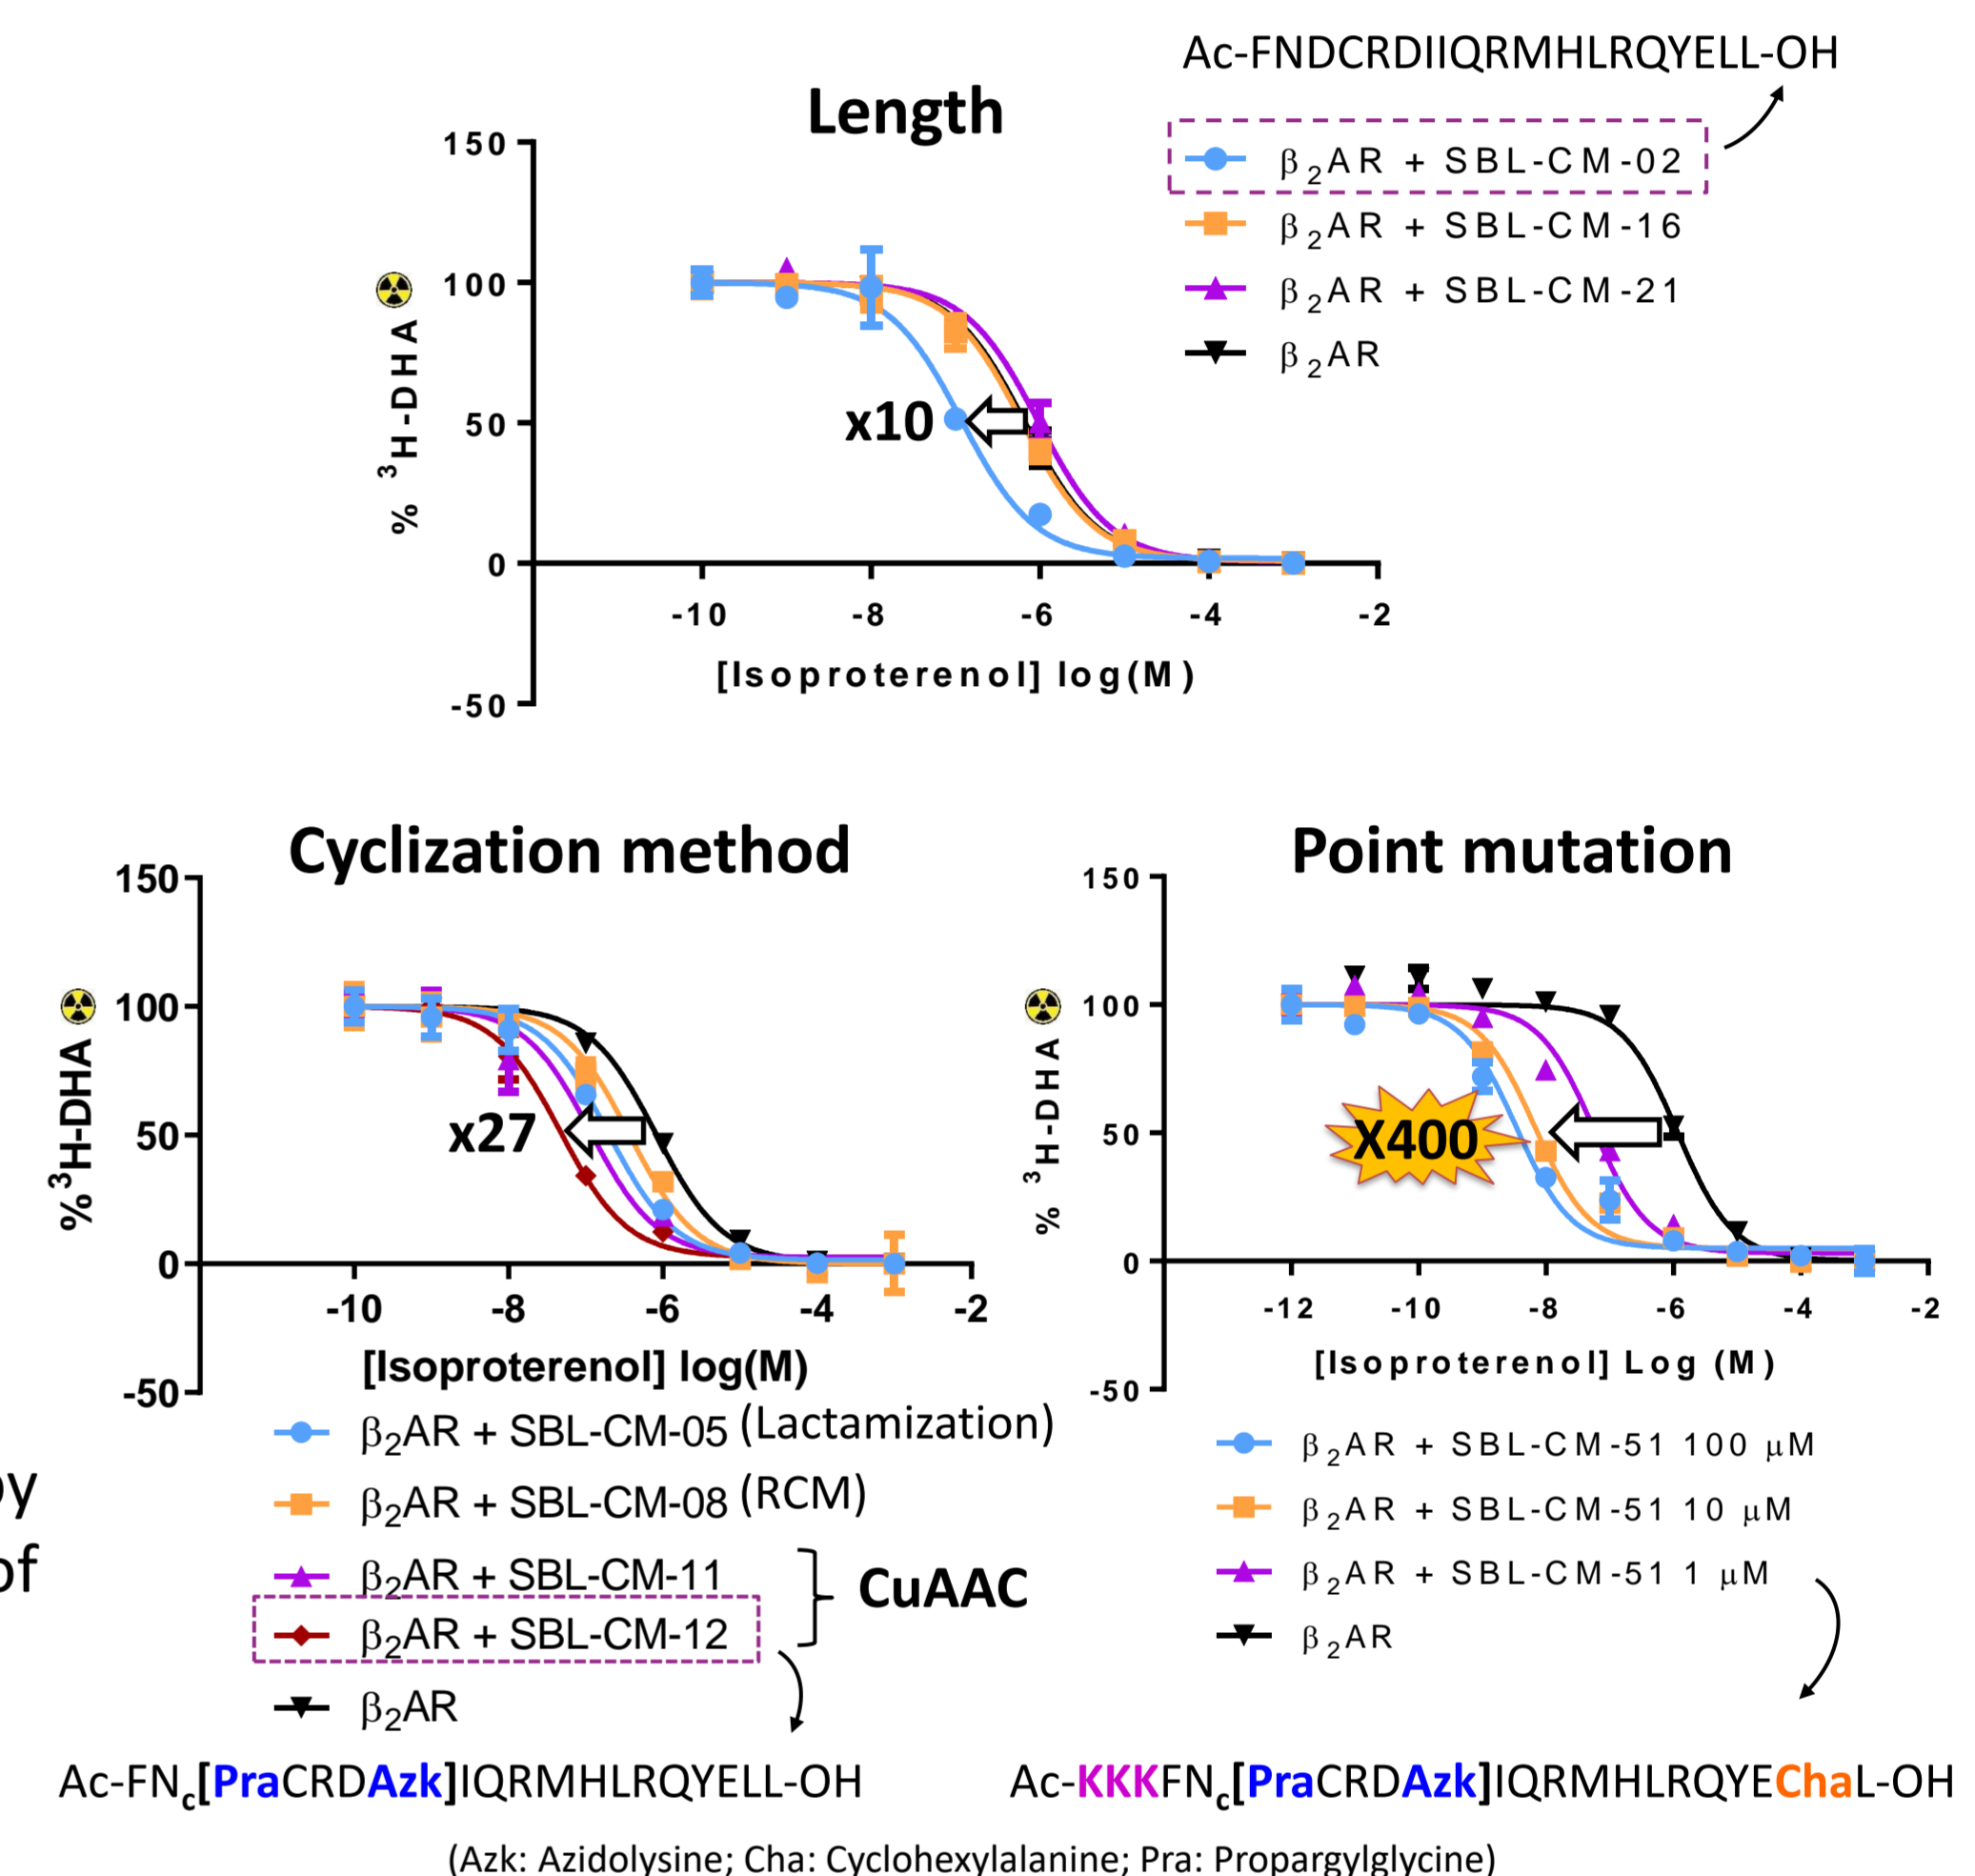 Ac-FNDCRDIIQRMHLRQYELL-OH
Length
β2AR + SBL-CM-02
β2AR + SBL-CM-16
β2AR + SBL-CM-21
β2AR
150
100
50
0
-50
% 3H-DHA
x10
-10 -8 -6 -4 -2
[Isoproterenol] log(M)
Cyclization method
150
100
50
0
-50
%3H-DHA
x27
-10 -8 -6 -4 -2
[Isoproterenol] log(M)
β2AR + SBL-CM-05 (Lactamization)
β2AR + SBL-CM-08 (RCM)
β2AR + SBL-CM-11
CuAAC
β2AR + SBL-CM-12
β2AR
Ac-FNc[PraCRDAzk]IQRMHLRQYELL-OH
Point mutation
150
100
50
0
-50
% 3H-DHA
X400
-12 -10 -8 -6 -4 -2
[Isoproterenol] Log (M)
β2AR + SBL-CM-51 100 μM
β2AR + SBL-CM-51 10 μM
β2AR + SBL-CM-51 1 μM
β2AR
Ac-KKKFNc[PraCRDAzk]IQRMHLRQYEChaL-OH
(Azk: Azidolysine; Cha: Cyclohexylalanine; Pra: Propargylglycine)
of